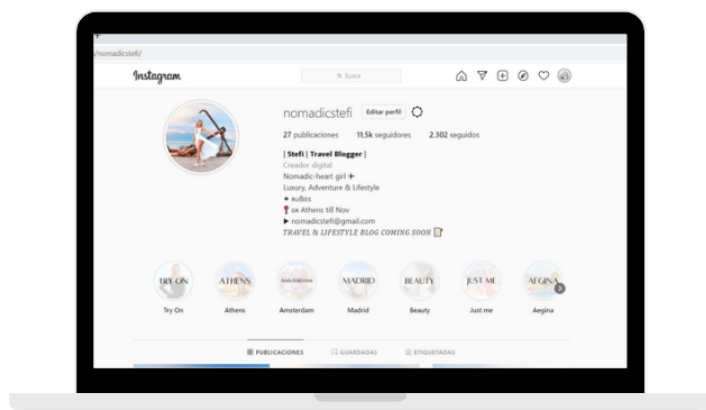 /nomadicstefi/
Instagram
Busca
nomadicstefi Editar perfil
27 publicaciones 11,5k seguidores 2.302 seguidos
| Stefi | Travel Blogger |
Creador digital
Nomadic-heart girl ✈
Luxury, Adventure & Lifestyle
📍 GR Athens till Nov
▶ nomadicstefi@gmail.com
TRAVEL & LIFESTYLE BLOG COMING SOON 📝
TRY ON ATHENS AMSTERDAM MADRID BEAUTY JUST ME AEGINA
Try On Athens Amsterdam Madrid Beauty Just me Aegina
PUBLICACIONES GUARDADAS ETIQUETADAS